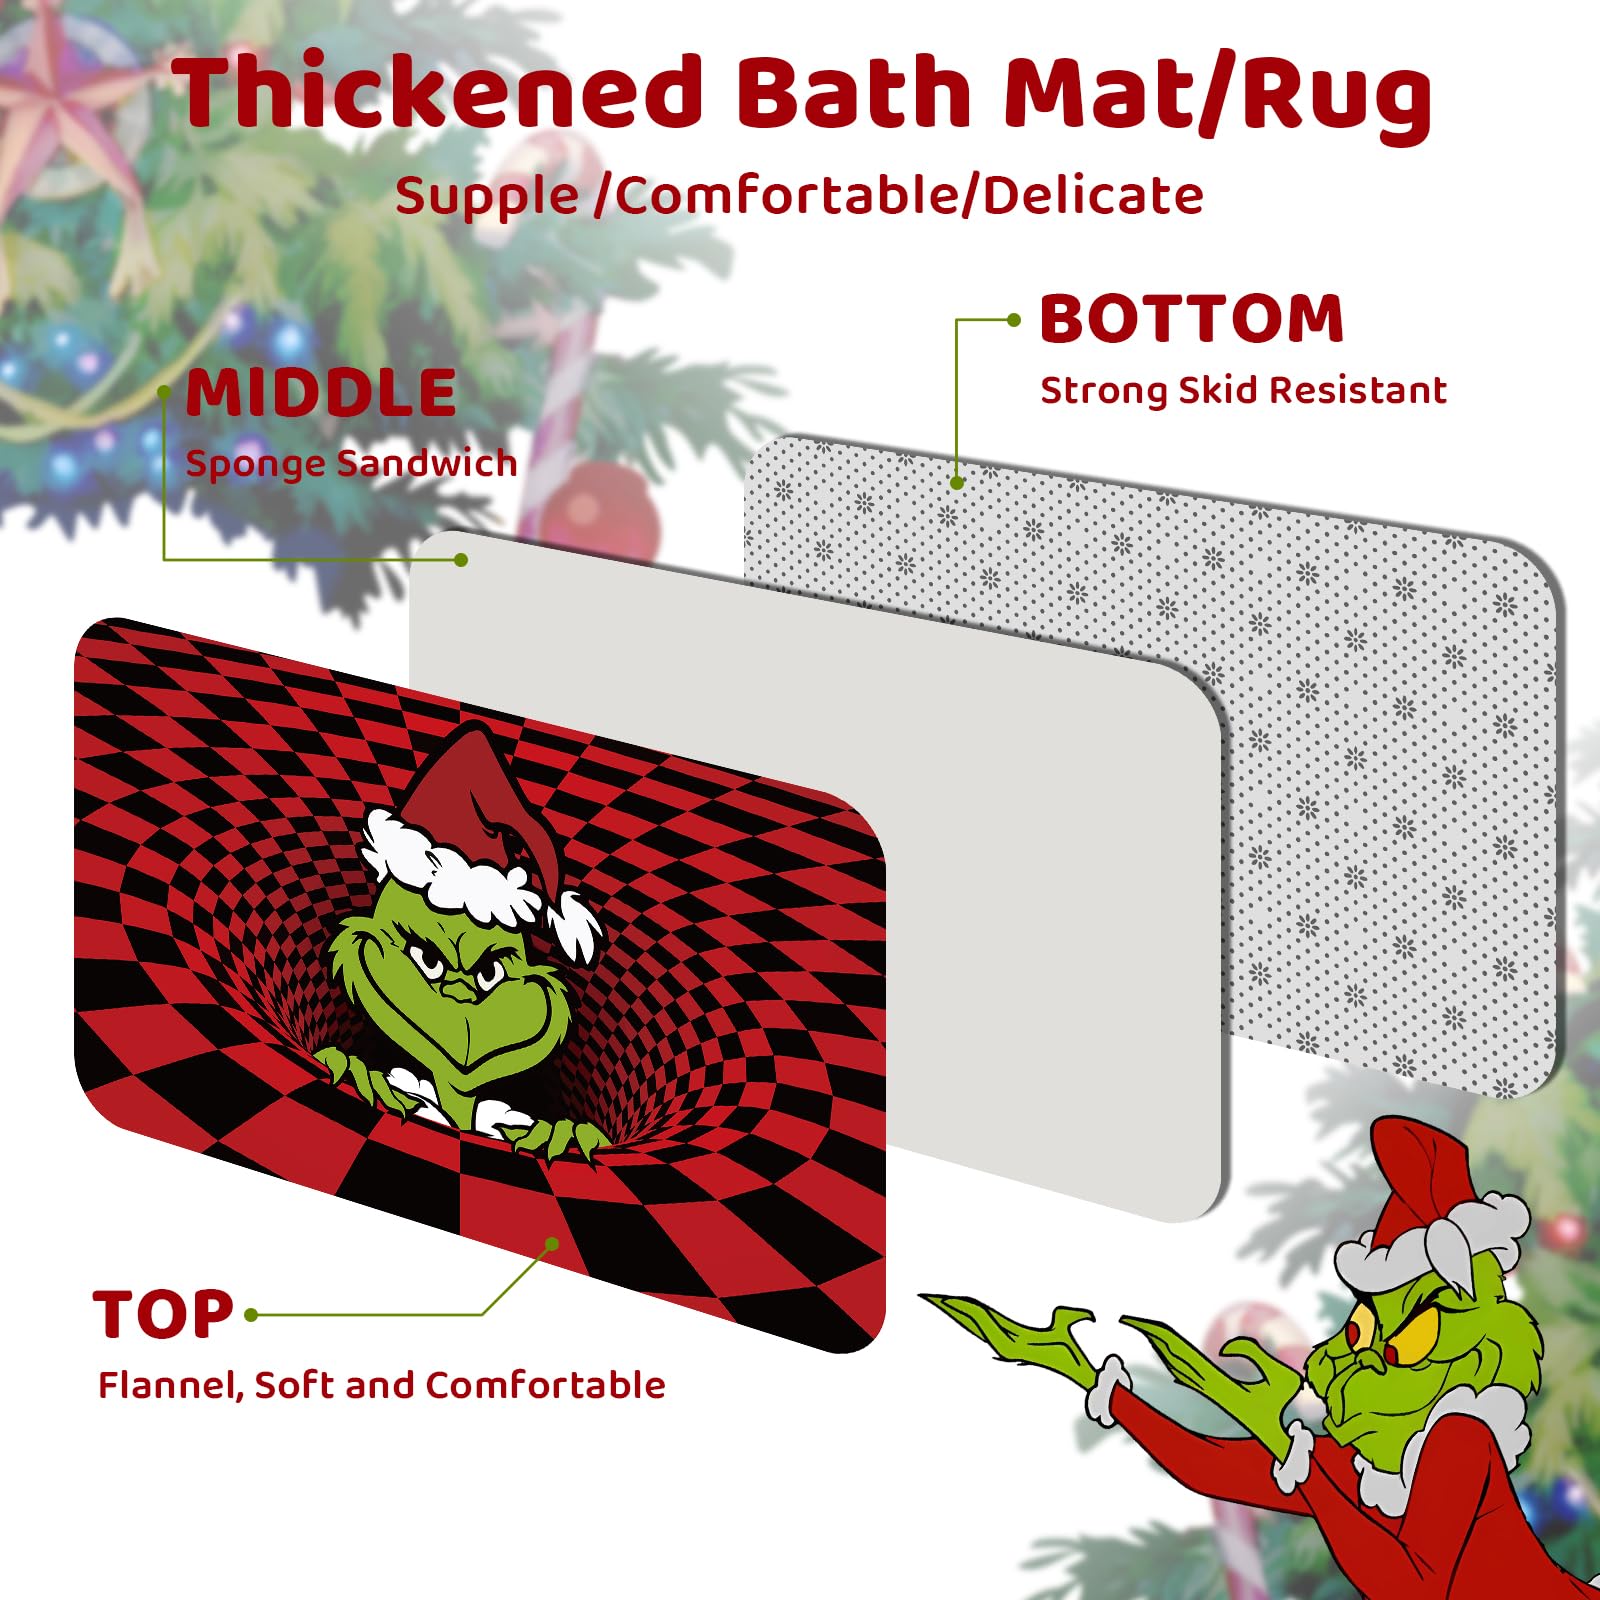 Thickened Bath Mat/Rug
Supple /Comfortable/Delicate
BOTTOM
Strong Skid Resistant
MIDDLE
Sponge Sandwich
TOP
Flannel, Soft and Comfortable